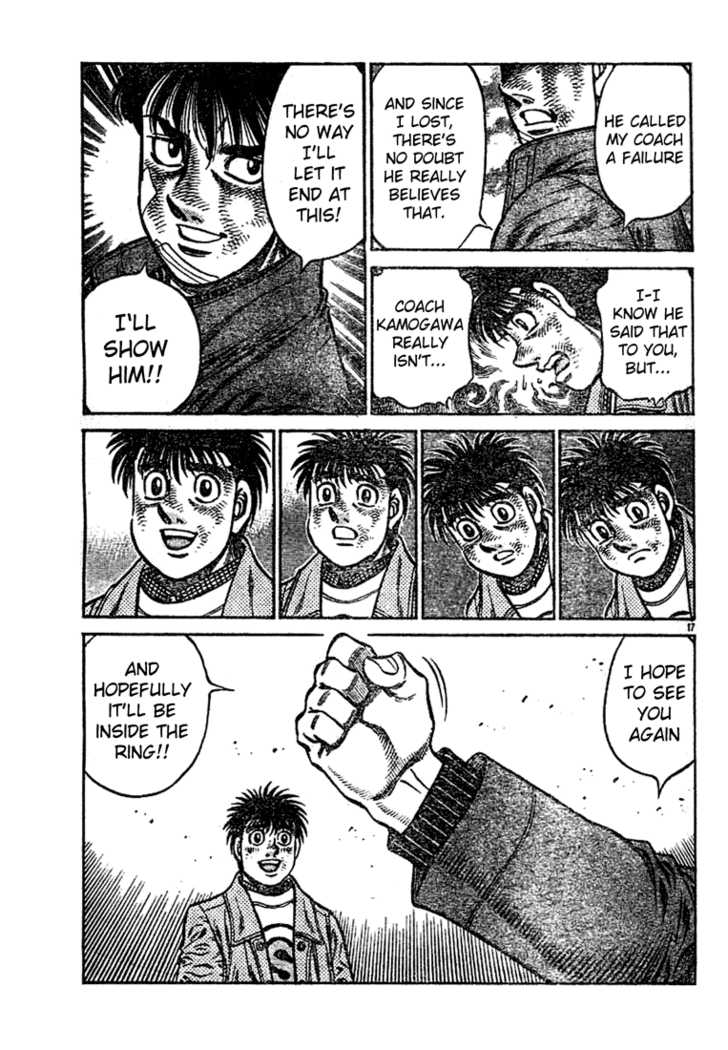 HE CALLED
MY COACH
A FAILURE
AND SINCE
I LOST,
THERE'S
NO DOUBT
HE REALLY
BELIEVES
THAT.
THERE'S
NO WAY
I'LL
LET IT
END AT
THIS!
I'LL
SHOW
HIM!!
I-I
KNOW HE
SAID THAT
TO YOU,
BUT...
COACH
KAMOGAWA
REALLY
ISN'T...
17
I HOPE
TO SEE
YOU
AGAIN
AND
HOPEFULLY
IT'LL BE
INSIDE THE
RING!!